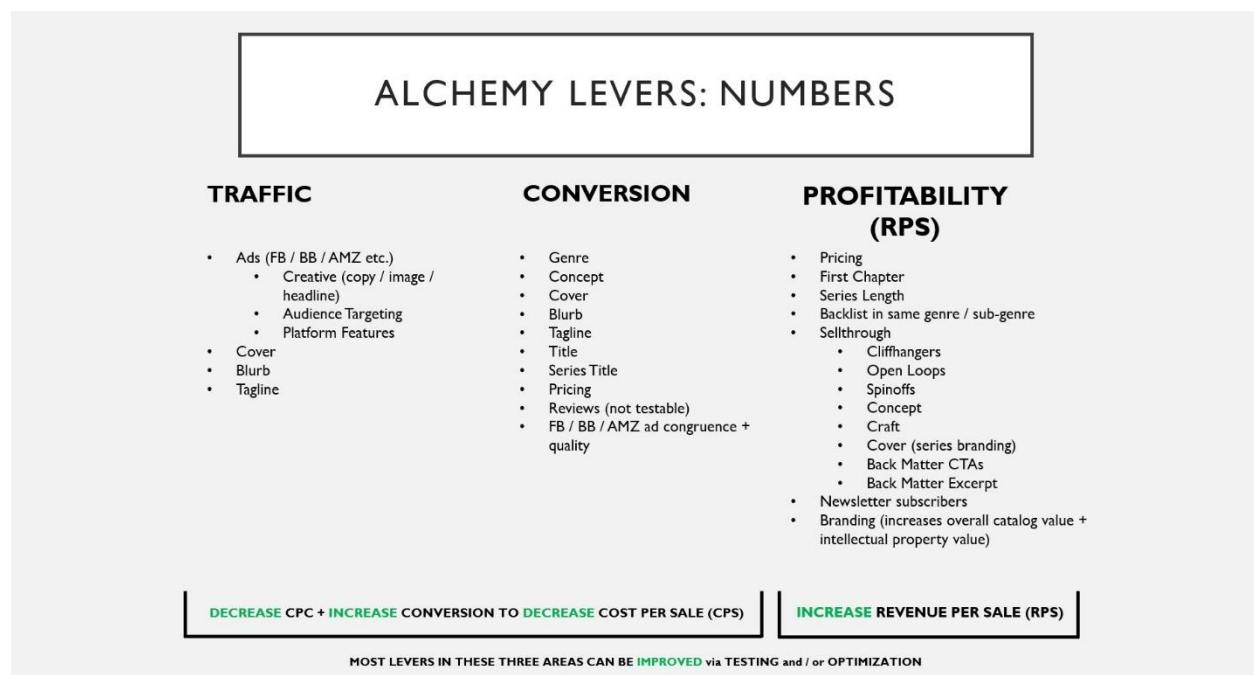 ALCHEMY LEVERS: NUMBERS
TRAFFIC
• Ads (FB / BB / AMZ etc.)
• Creative (copy / image /
headline)
• Audience Targeting
• Platform Features
• Cover
• Blurb
• Tagline
CONVERSION
• Genre
• Concept
• Cover
• Blurb
• Tagline
• Title
• Series Title
• Pricing
• Reviews (not testable)
• FB / BB / AMZ ad congruence +
quality
PROFITABILITY
(RPS)
• Pricing
• First Chapter
• Series Length
• Backlist in same genre / sub-genre
• Sellthrough
• Cliffhangers
• Open Loops
• Spinoffs
• Concept
• Craft
• Cover (series branding)
• Back Matter CTAs
• Back Matter Excerpt
• Newsletter subscribers
• Branding (increases overall catalog value +
intellectual property value)
DECREASE CPC + INCREASE CONVERSION TO DECREASE COST PER SALE (CPS)
INCREASE REVENUE PER SALE (RPS)
MOST LEVERS IN THESE THREE AREAS CAN BE IMPROVED via TESTING and / or OPTIMIZATION